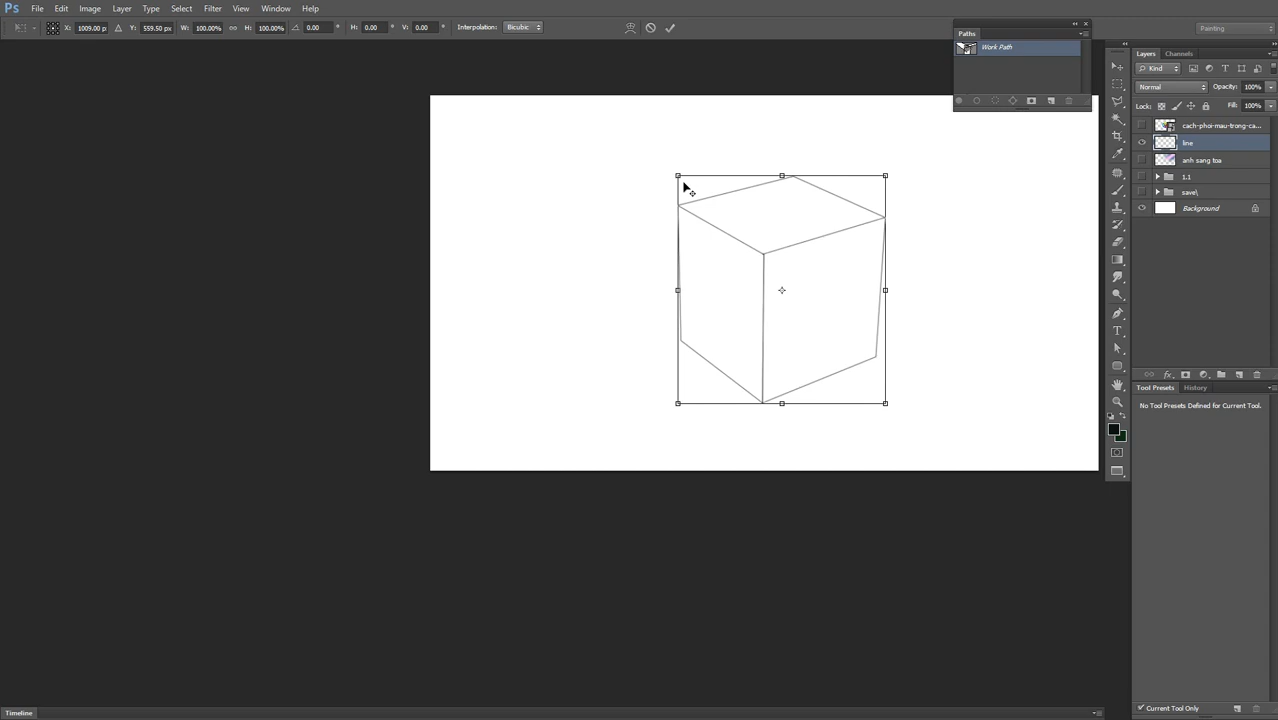 Ps File Edit Image Layer Type Select Filter View Window Help
X: 1009.00 px Y: 559.50 px W: 100.00% H: 100.00% 0.00 ° H: 0.00 ° V: 0.00 ° Interpolation: Bicubic
Painting
Paths
Work Path
Layers Channels
Kind
Normal Opacity: 100%
Lock: Fill: 100%
cach-phoi-mau-trong-ca...
line
anh sang toa
1.1
save\
Background
Tool Presets History
No Tool Presets Defined for Current Tool.
Current Tool Only
Timeline